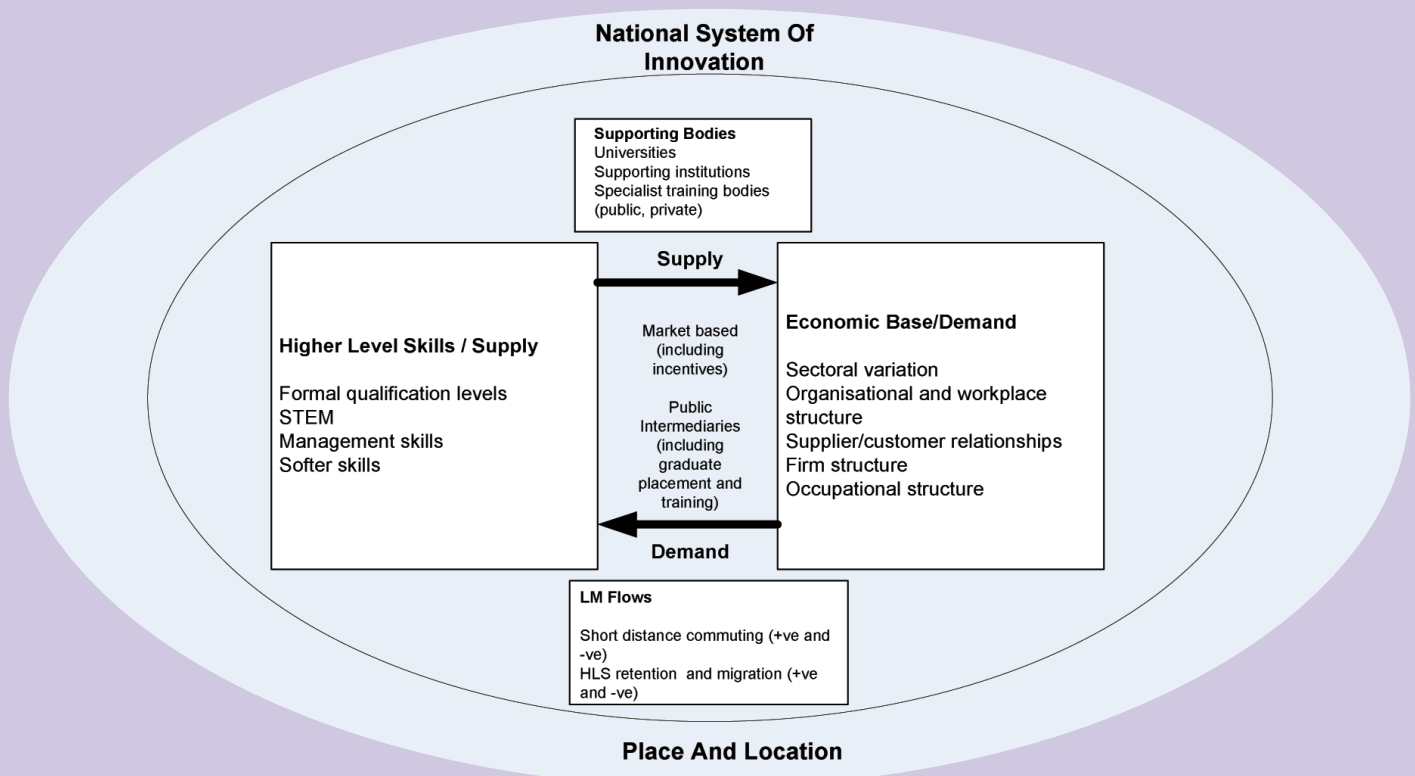 National System Of
Innovation
Supporting Bodies
Universities
Supporting institutions
Specialist training bodies
(public, private)
Supply
Higher Level Skills / Supply
Formal qualification levels
STEM
Management skills
Softer skills
Market based
(including
incentives)
Public
Intermediaries
(including
graduate
placement and
training)
Economic Base/Demand
Sectoral variation
Organisational and workplace
structure
Supplier/customer relationships
Firm structure
Occupational structure
Demand
LM Flows
Short distance commuting (+ve and
-ve)
HLS retention and migration (+ve
and -ve)
Place And Location